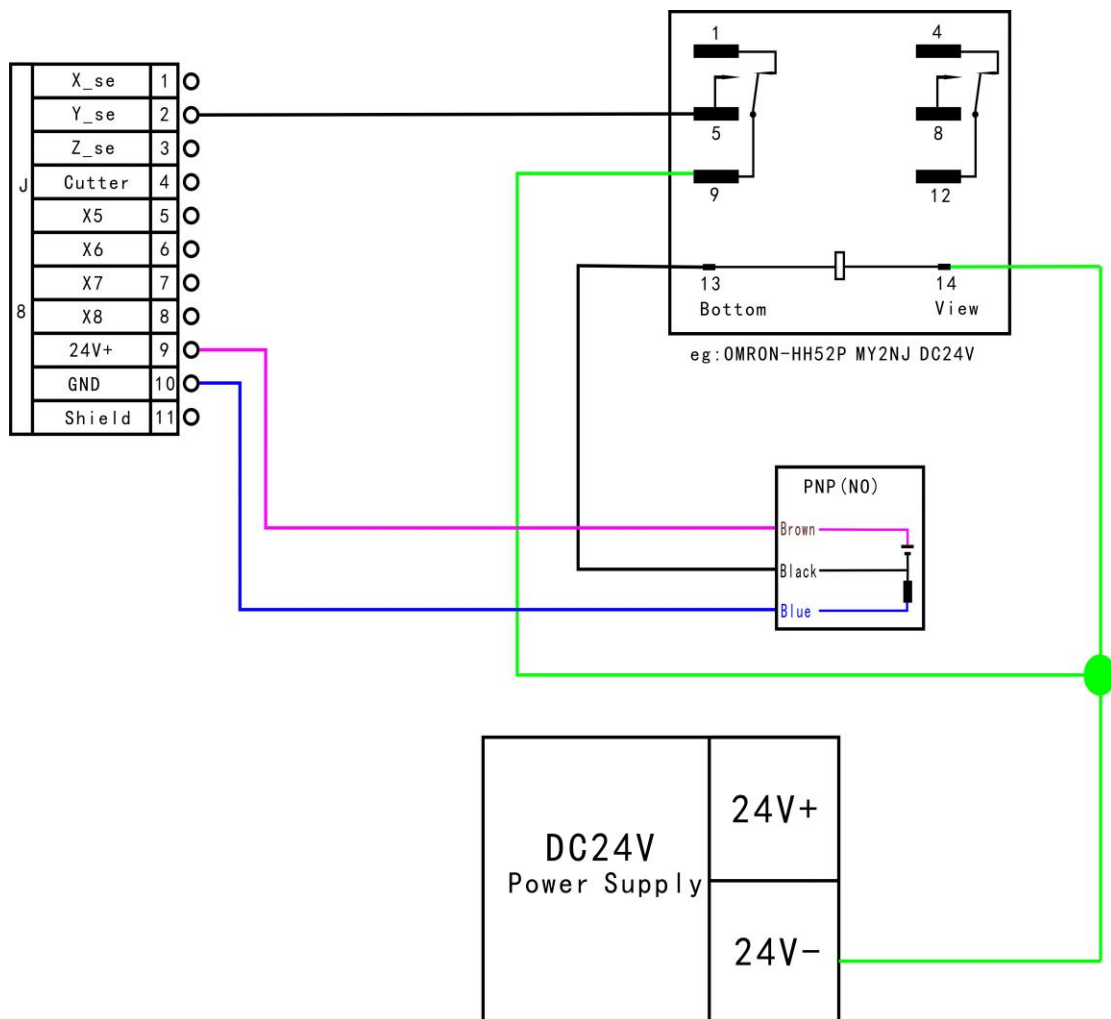 J8
X_se 1
Y_se 2
Z_se 3
Cutter 4
X5 5
X6 6
X7 7
X8 8
24V+ 9
GND 10
Shield 11
1 4
5 8
9 12
13 14
Bottom View
eg:OMRON-HH52P MY2NJ DC24V
PNP(NO)
Brown
Black
Blue
DC24V
Power Supply
24V+
24V-